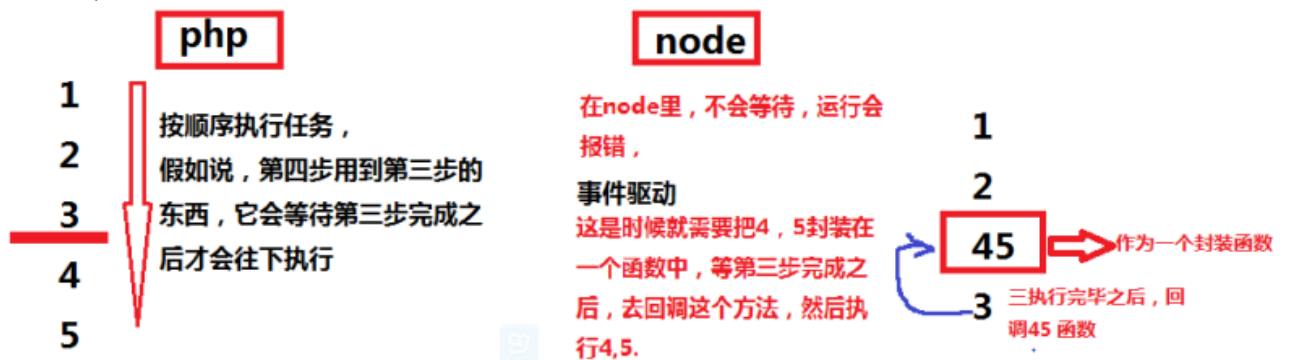 php
1
2
3
4
5
按顺序执行任务，
假如说，第四步用到第三步的
东西，它会等待第三步完成之
后才会往下执行
node
在node里，不会等待，运行会
报错，
事件驱动
这是时候就需要把4，5封装在
一个函数中，等第三步完成之
后，去回调这个方法，然后执
行4,5.
1
2
45
作为一个封装函数
3
三执行完毕之后，回
调45 函数